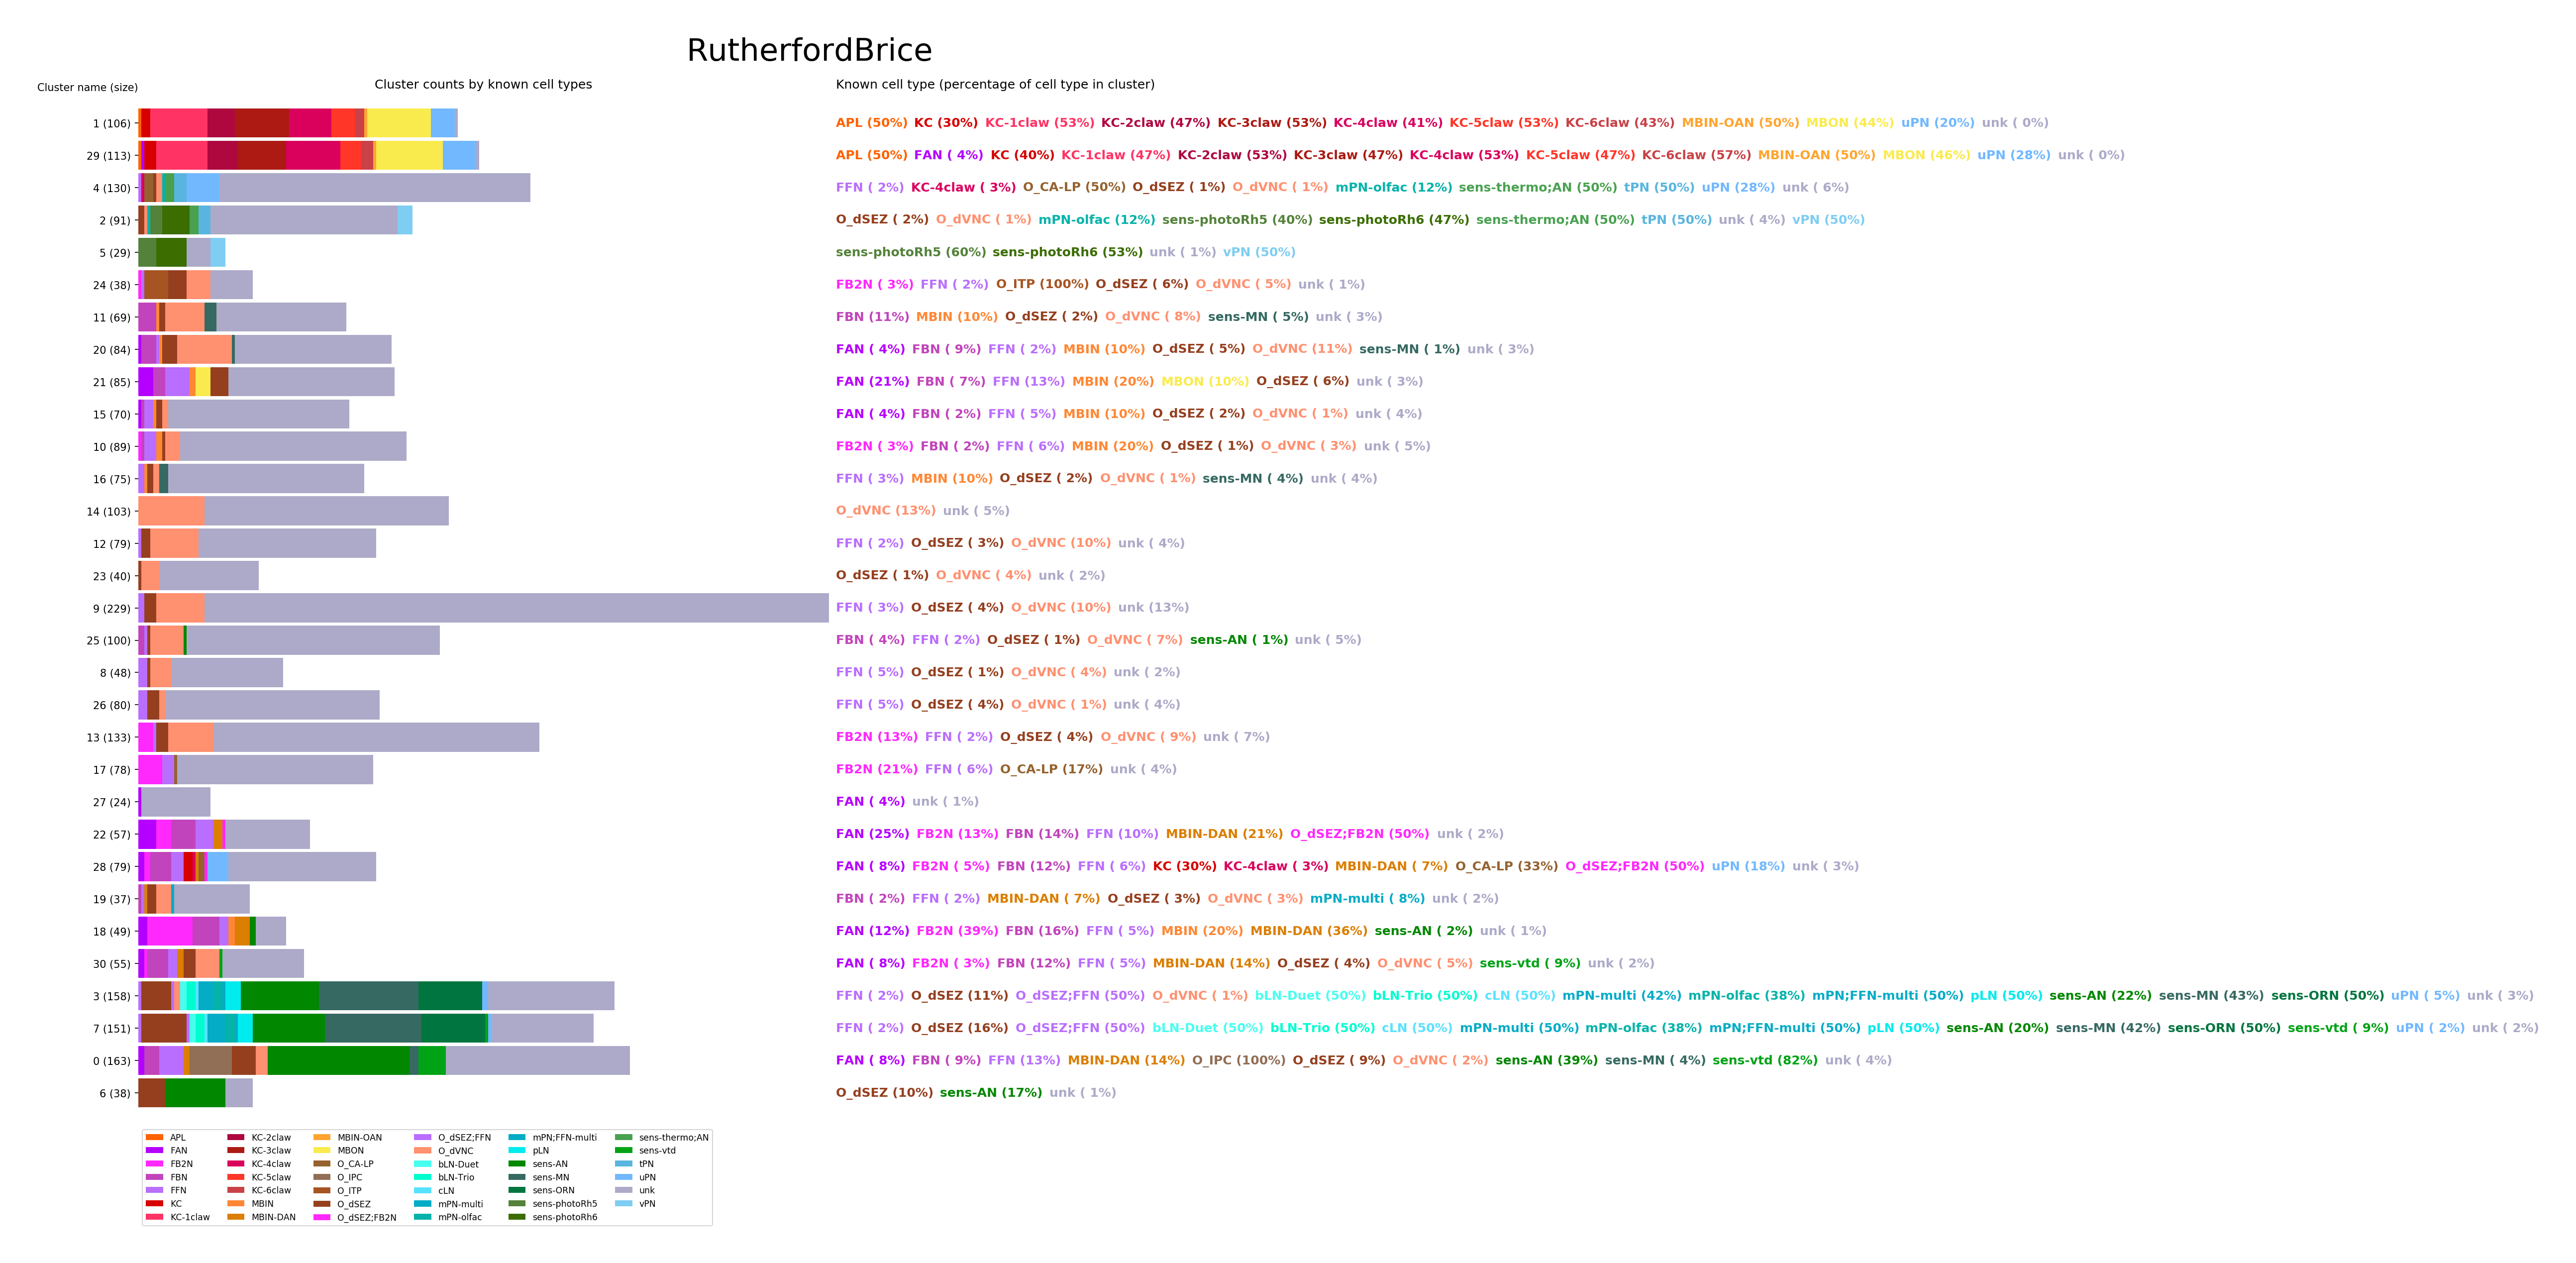 RutherfordBrice
Cluster name (size) Cluster counts by known cell types Known cell type (percentage of cell type in cluster)
1 (106) APL (50%) KC (30%) KC-1claw (53%) KC-2claw (47%) KC-3claw (53%) KC-4claw (41%) KC-5claw (53%) KC-6claw (43%) MBIN-OAN (50%) MBON (44%) uPN (20%) unk ( 0%)
29 (113) APL (50%) FAN ( 4%) KC (40%) KC-1claw (47%) KC-2claw (53%) KC-3claw (47%) KC-4claw (53%) KC-5claw (47%) KC-6claw (57%) MBIN-OAN (50%) MBON (46%) uPN (28%) unk ( 0%)
4 (130) FFN ( 2%) KC-4claw ( 3%) O_CA-LP (50%) O_dSEZ ( 1%) O_dVNC ( 1%) mPN-olfac (12%) sens-thermo;AN (50%) tPN (50%) uPN (28%) unk ( 6%)
2 (91) O_dSEZ ( 2%) O_dVNC ( 1%) mPN-olfac (12%) sens-photoRh5 (40%) sens-photoRh6 (47%) sens-thermo;AN (50%) tPN (50%) unk ( 4%) vPN (50%)
5 (29) sens-photoRh5 (60%) sens-photoRh6 (53%) unk ( 1%) vPN (50%)
24 (38) FB2N ( 3%) FFN ( 2%) O_ITP (100%) O_dSEZ ( 6%) O_dVNC ( 5%) unk ( 1%)
11 (69) FBN (11%) MBIN (10%) O_dSEZ ( 2%) O_dVNC ( 8%) sens-MN ( 5%) unk ( 3%)
20 (84) FAN ( 4%) FBN ( 9%) FFN ( 2%) MBIN (10%) O_dSEZ ( 5%) O_dVNC (11%) sens-MN ( 1%) unk ( 3%)
21 (85) FAN (21%) FBN ( 7%) FFN (13%) MBIN (20%) MBON (10%) O_dSEZ ( 6%) unk ( 3%)
15 (70) FAN ( 4%) FBN ( 2%) FFN ( 5%) MBIN (10%) O_dSEZ ( 2%) O_dVNC ( 1%) unk ( 4%)
10 (89) FB2N ( 3%) FBN ( 2%) FFN ( 6%) MBIN (20%) O_dSEZ ( 1%) O_dVNC ( 3%) unk ( 5%)
16 (75) FFN ( 3%) MBIN (10%) O_dSEZ ( 2%) O_dVNC ( 1%) sens-MN ( 4%) unk ( 4%)
14 (103) O_dVNC (13%) unk ( 5%)
12 (79) FFN ( 2%) O_dSEZ ( 3%) O_dVNC (10%) unk ( 4%)
23 (40) O_dSEZ ( 1%) O_dVNC ( 4%) unk ( 2%)
9 (229) FFN ( 3%) O_dSEZ ( 4%) O_dVNC (10%) unk (13%)
25 (100) FBN ( 4%) FFN ( 2%) O_dSEZ ( 1%) O_dVNC ( 7%) sens-AN ( 1%) unk ( 5%)
8 (48) FFN ( 5%) O_dSEZ ( 1%) O_dVNC ( 4%) unk ( 2%)
26 (80) FFN ( 5%) O_dSEZ ( 4%) O_dVNC ( 1%) unk ( 4%)
13 (133) FB2N (13%) FFN ( 2%) O_dSEZ ( 4%) O_dVNC ( 9%) unk ( 7%)
17 (78) FB2N (21%) FFN ( 6%) O_CA-LP (17%) unk ( 4%)
27 (24) FAN ( 4%) unk ( 1%)
22 (57) FAN (25%) FB2N (13%) FBN (14%) FFN (10%) MBIN-DAN (21%) O_dSEZ;FB2N (50%) unk ( 2%)
28 (79) FAN ( 8%) FB2N ( 5%) FBN (12%) FFN ( 6%) KC (30%) KC-4claw ( 3%) MBIN-DAN ( 7%) O_CA-LP (33%) O_dSEZ;FB2N (50%) uPN (18%) unk ( 3%)
19 (37) FBN ( 2%) FFN ( 2%) MBIN-DAN ( 7%) O_dSEZ ( 3%) O_dVNC ( 3%) mPN-multi ( 8%) unk ( 2%)
18 (49) FAN (12%) FB2N (39%) FBN (16%) FFN ( 5%) MBIN (20%) MBIN-DAN (36%) sens-AN ( 2%) unk ( 1%)
30 (55) FAN ( 8%) FB2N ( 3%) FBN (12%) FFN ( 5%) MBIN-DAN (14%) O_dSEZ ( 4%) O_dVNC ( 5%) sens-vtd ( 9%) unk ( 2%)
3 (158) FFN ( 2%) O_dSEZ (11%) O_dSEZ;FFN (50%) O_dVNC ( 1%) bLN-Duet (50%) bLN-Trio (50%) cLN (50%) mPN-multi (42%) mPN-olfac (38%) mPN;FFN-multi (50%) pLN (50%) sens-AN (22%) sens-MN (43%) sens-ORN (50%) uPN ( 5%) unk ( 3%)
7 (151) FFN ( 2%) O_dSEZ (16%) O_dSEZ;FFN (50%) bLN-Duet (50%) bLN-Trio (50%) cLN (50%) mPN-multi (50%) mPN-olfac (38%) mPN;FFN-multi (50%) pLN (50%) sens-AN (20%) sens-MN (42%) sens-ORN (50%) sens-vtd ( 9%) uPN ( 2%) unk ( 2%)
0 (163) FAN ( 8%) FBN ( 9%) FFN (13%) MBIN-DAN (14%) O_IPC (100%) O_dSEZ ( 9%) O_dVNC ( 2%) sens-AN (39%) sens-MN ( 4%) sens-vtd (82%) unk ( 4%)
6 (38) O_dSEZ (10%) sens-AN (17%) unk ( 1%)
APL KC-2claw MBIN-OAN O_dSEZ;FFN mPN;FFN-multi sens-thermo;AN
FAN KC-3claw MBON O_dVNC pLN sens-vtd
FB2N KC-4claw O_CA-LP bLN-Duet sens-AN tPN
FBN KC-5claw O_IPC bLN-Trio sens-MN uPN
FFN KC-6claw O_ITP cLN sens-ORN unk
KC MBIN O_dSEZ mPN-multi sens-photoRh5 vPN
KC-1claw MBIN-DAN O_dSEZ;FB2N mPN-olfac sens-photoRh6